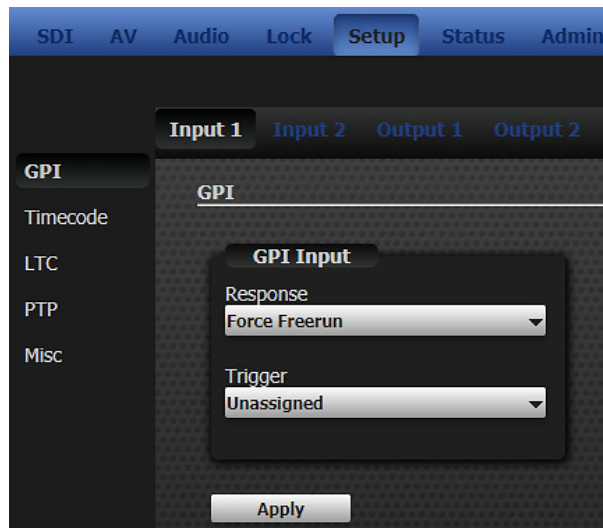 SDI AV Audio Lock Setup Status Admin
Input 1 Input 2 Output 1 Output 2
GPI
Timecode
LTC
PTP
Misc
GPI
GPI Input
Response
Force Freerun
Trigger
Unassigned
Apply